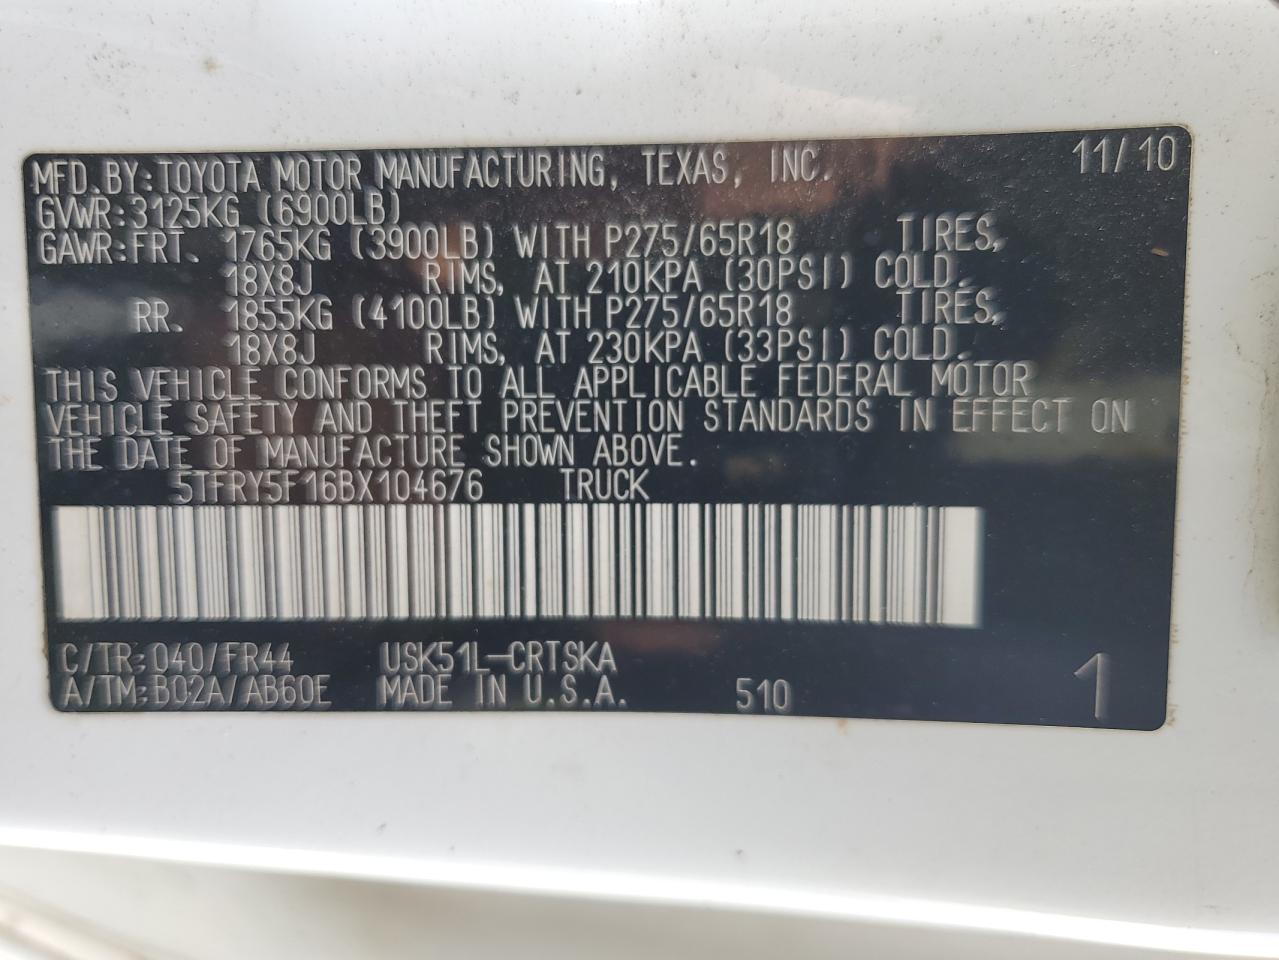 MFD.BY:TOYOTA MOTOR MANUFACTURING, TEXAS, INC. 11/10
GVWR:3125KG (6900LB)
GAWR:FRT. 1765KG (3900LB) WITH P275/65R18 TIRES,
18X8J RIMS, AT 210KPA (30PSI) COLD.
RR. 1855KG (4100LB) WITH P275/65R18 TIRES,
18X8J RIMS, AT 230KPA (33PSI) COLD.
THIS VEHICLE CONFORMS TO ALL APPLICABLE FEDERAL MOTOR
VEHICLE SAFETY AND THEFT PREVENTION STANDARDS IN EFFECT ON
THE DATE OF MANUFACTURE SHOWN ABOVE.
5TFRY5F16BX104676 TRUCK
C/TR:040/FR44 USK51L-CRTSKA
A/TM:B02A/AB60E MADE IN U.S.A. 510 1